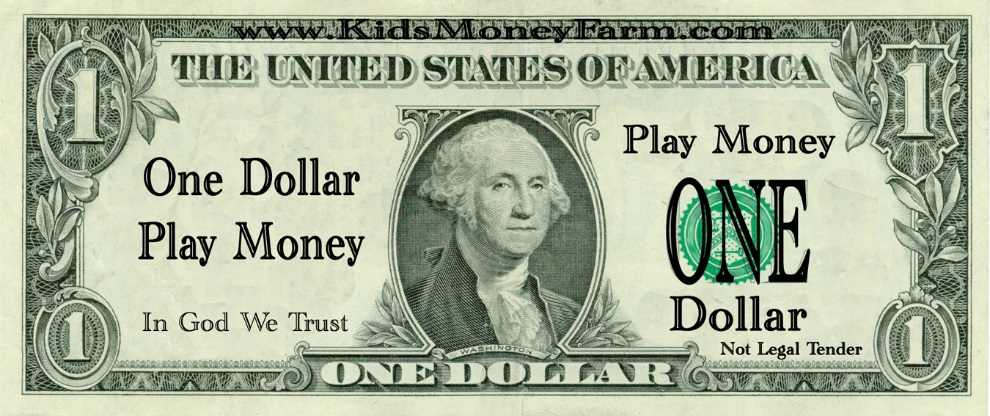 www.KidsMoneyFarm.com
THE UNITED STATES OF AMERICA
1
1
Play Money
One Dollar
Play Money
ONE
Dollar
In God We Trust
Not Legal Tender
1
WASHINGTON
1
ONE DOLLAR